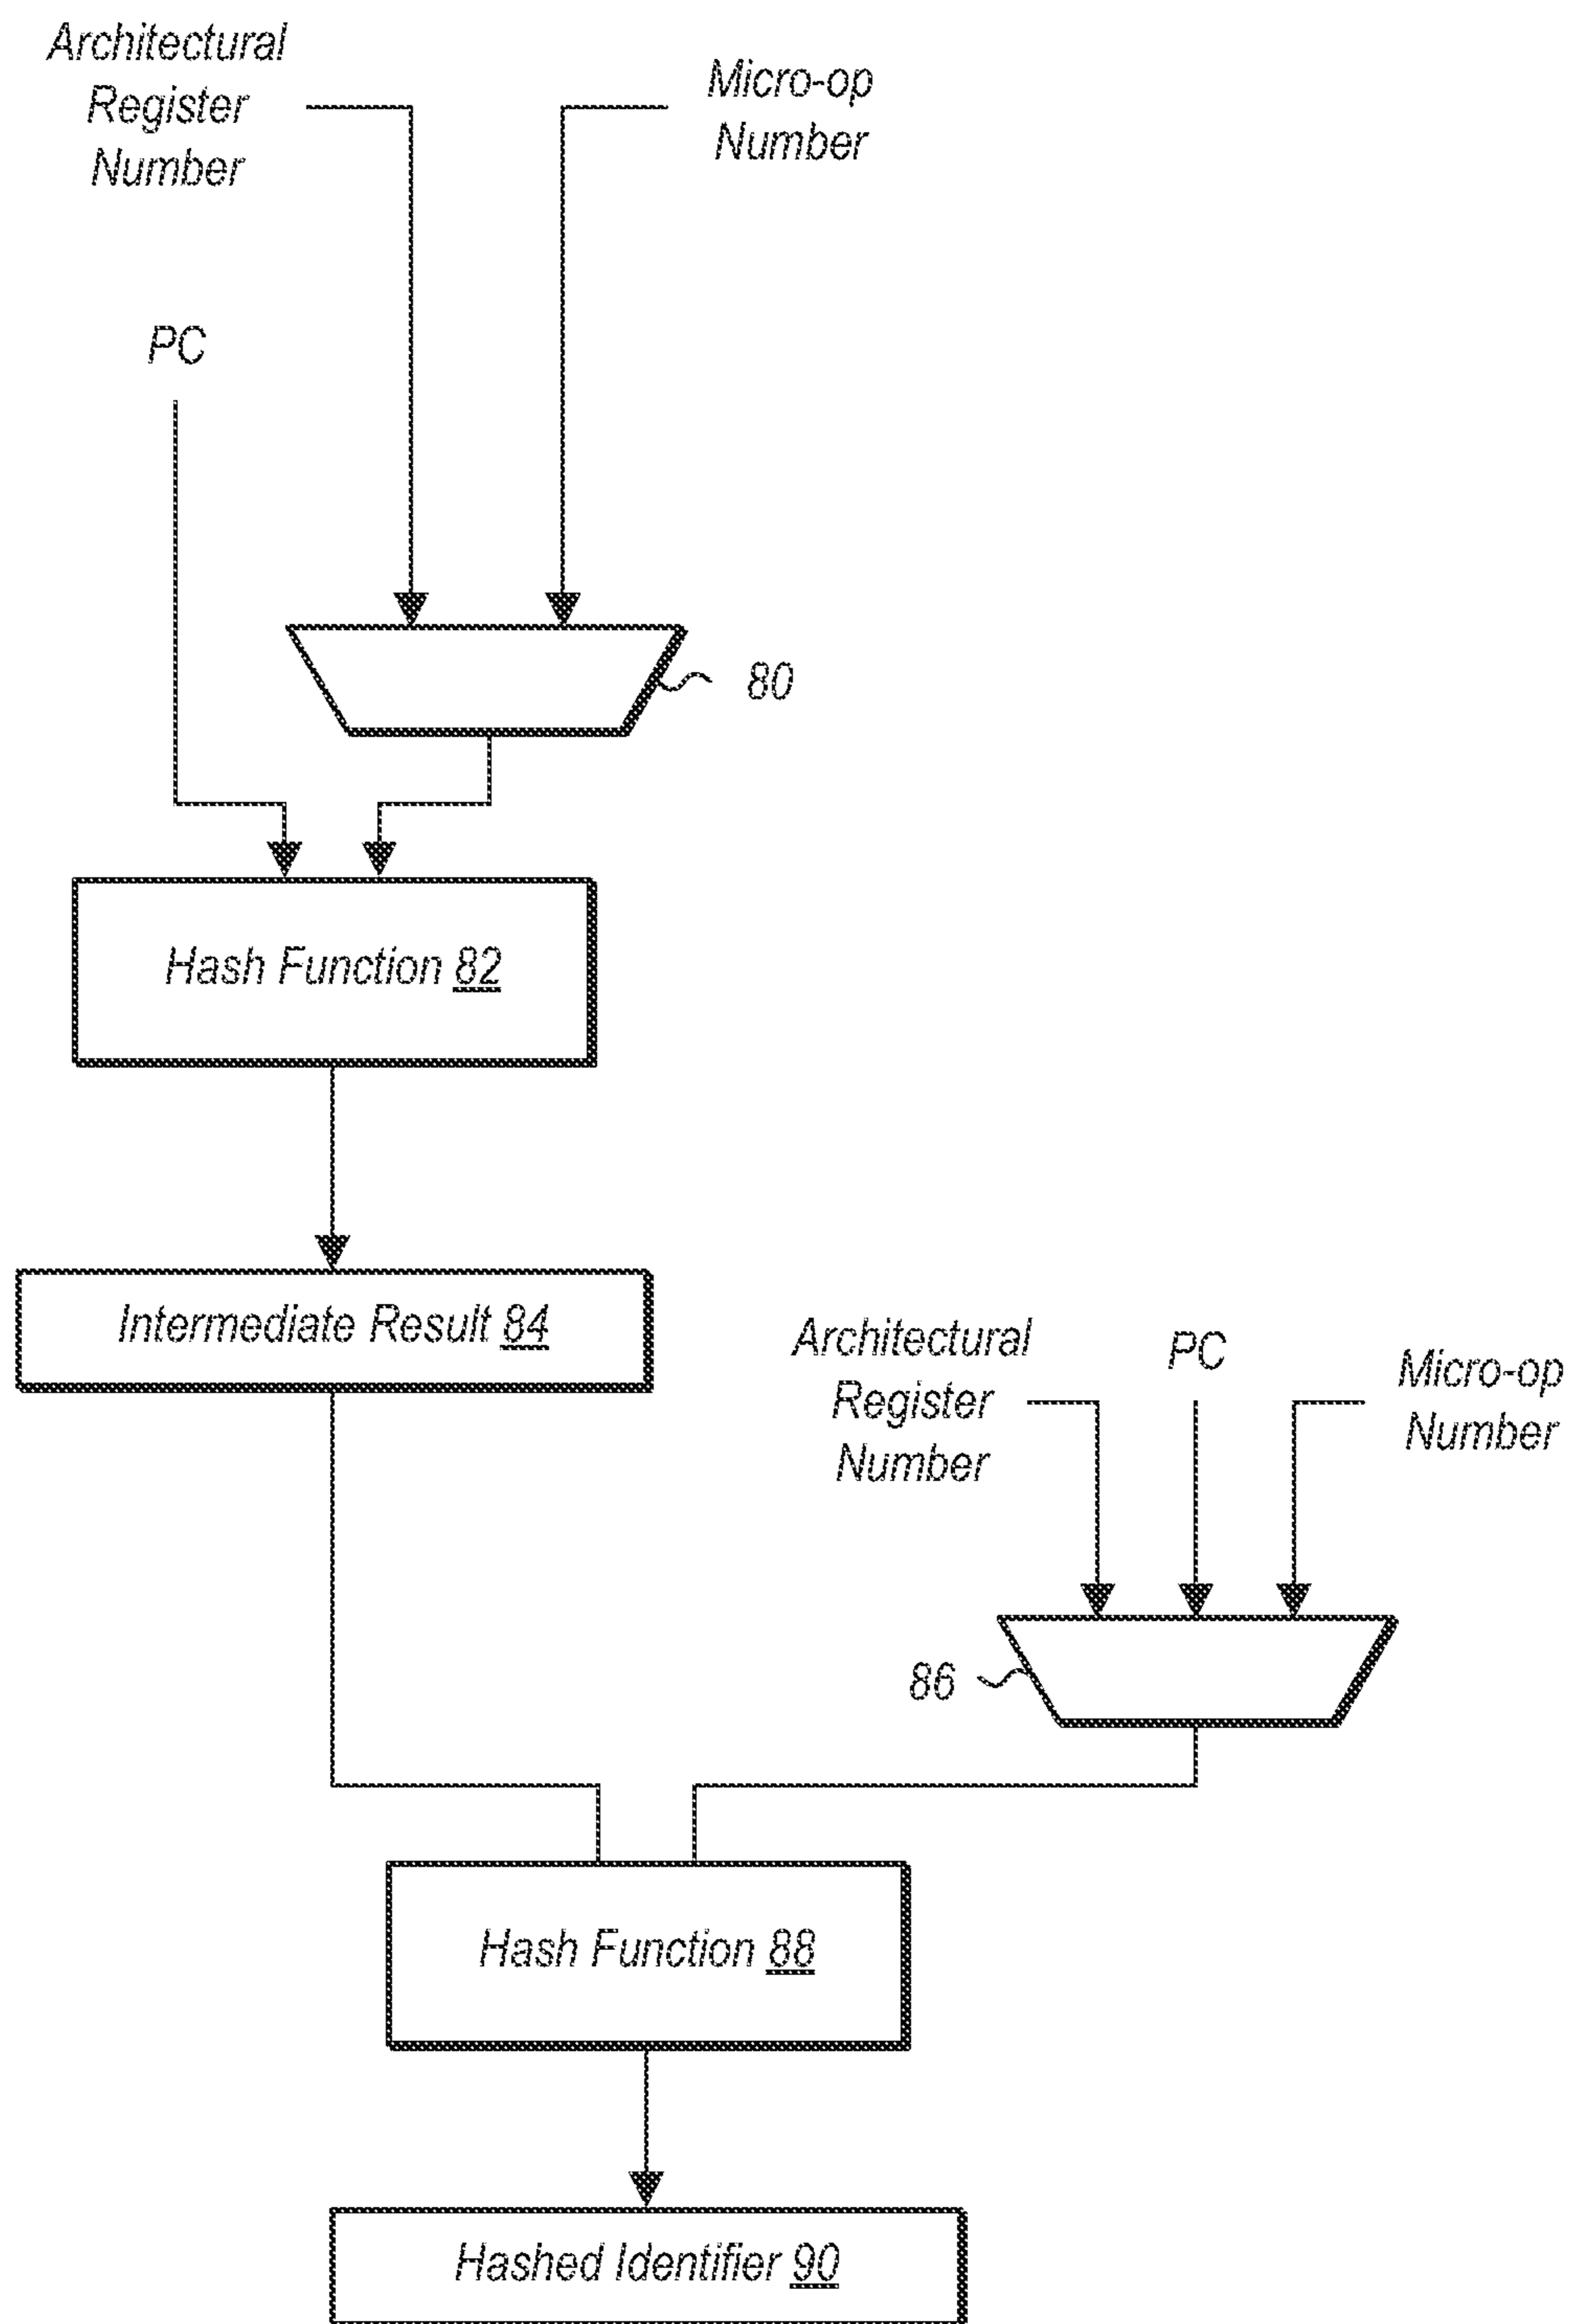 Architectural
Register
Number
Micro-op
Number
PC
80
Hash Function 82
Intermediate Result 84
Architectural
Register
Number
PC
Micro-op
Number
86
Hash Function 88
Hashed Identifier 90